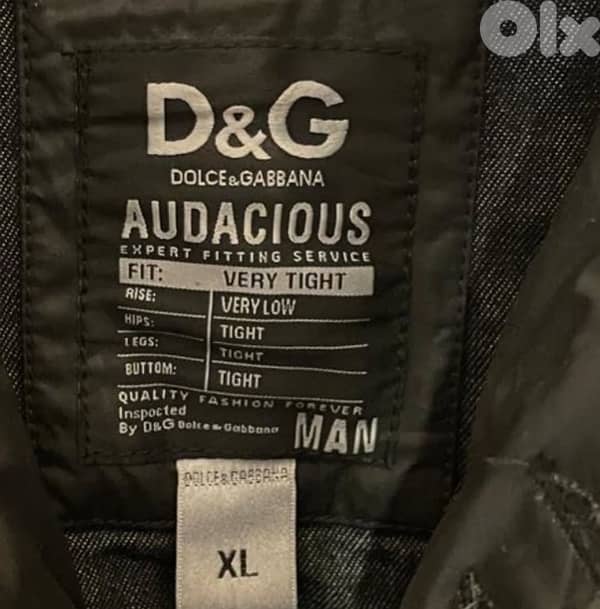 Olx
D&G
DOLCE&GABBANA
AUDACIOUS
EXPERT FITTING SERVICE
FIT: VERY TIGHT
RISE: VERY LOW
HIPS: TIGHT
LEGS: TIGHT
BUTTOM: TIGHT
QUALITY FASHION FOREVER
Inspocted
By D&G Dolce & Gabbana
MAN
DOLCE&GABBANA
XL